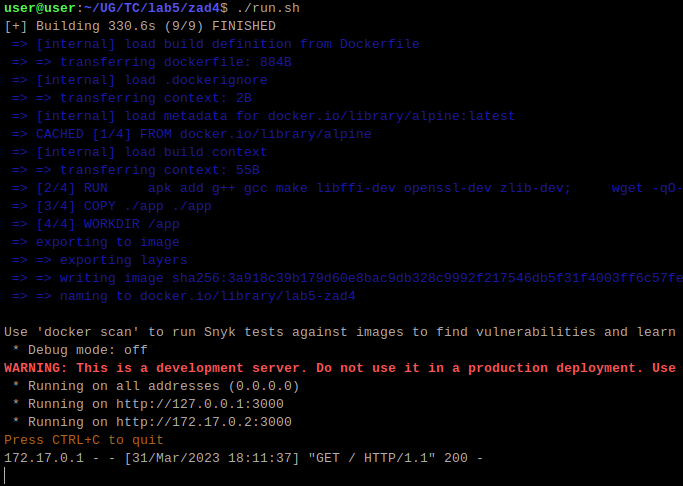 user@user:~/UG/TC/lab5/zad4$ ./run.sh
[+] Building 330.6s (9/9) FINISHED
 => [internal] load build definition from Dockerfile
 => => transferring dockerfile: 884B
 => [internal] load .dockerignore
 => => transferring context: 2B
 => [internal] load metadata for docker.io/library/alpine:latest
 => CACHED [1/4] FROM docker.io/library/alpine
 => [internal] load build context
 => => transferring context: 55B
 => [2/4] RUN     apk add g++ gcc make libffi-dev openssl-dev zlib-dev;     wget -qO-
 => [3/4] COPY ./app ./app
 => [4/4] WORKDIR /app
 => exporting to image
 => => exporting layers
 => => writing image sha256:3a918c39b179d60e8bac9db328c9992f217546db5f31f4003ff6c57fe
 => => naming to docker.io/library/lab5-zad4

Use 'docker scan' to run Snyk tests against images to find vulnerabilities and learn
 * Debug mode: off
WARNING: This is a development server. Do not use it in a production deployment. Use
 * Running on all addresses (0.0.0.0)
 * Running on http://127.0.0.1:3000
 * Running on http://172.17.0.2:3000
Press CTRL+C to quit
172.17.0.1 - - [31/Mar/2023 18:11:37] "GET / HTTP/1.1" 200 -